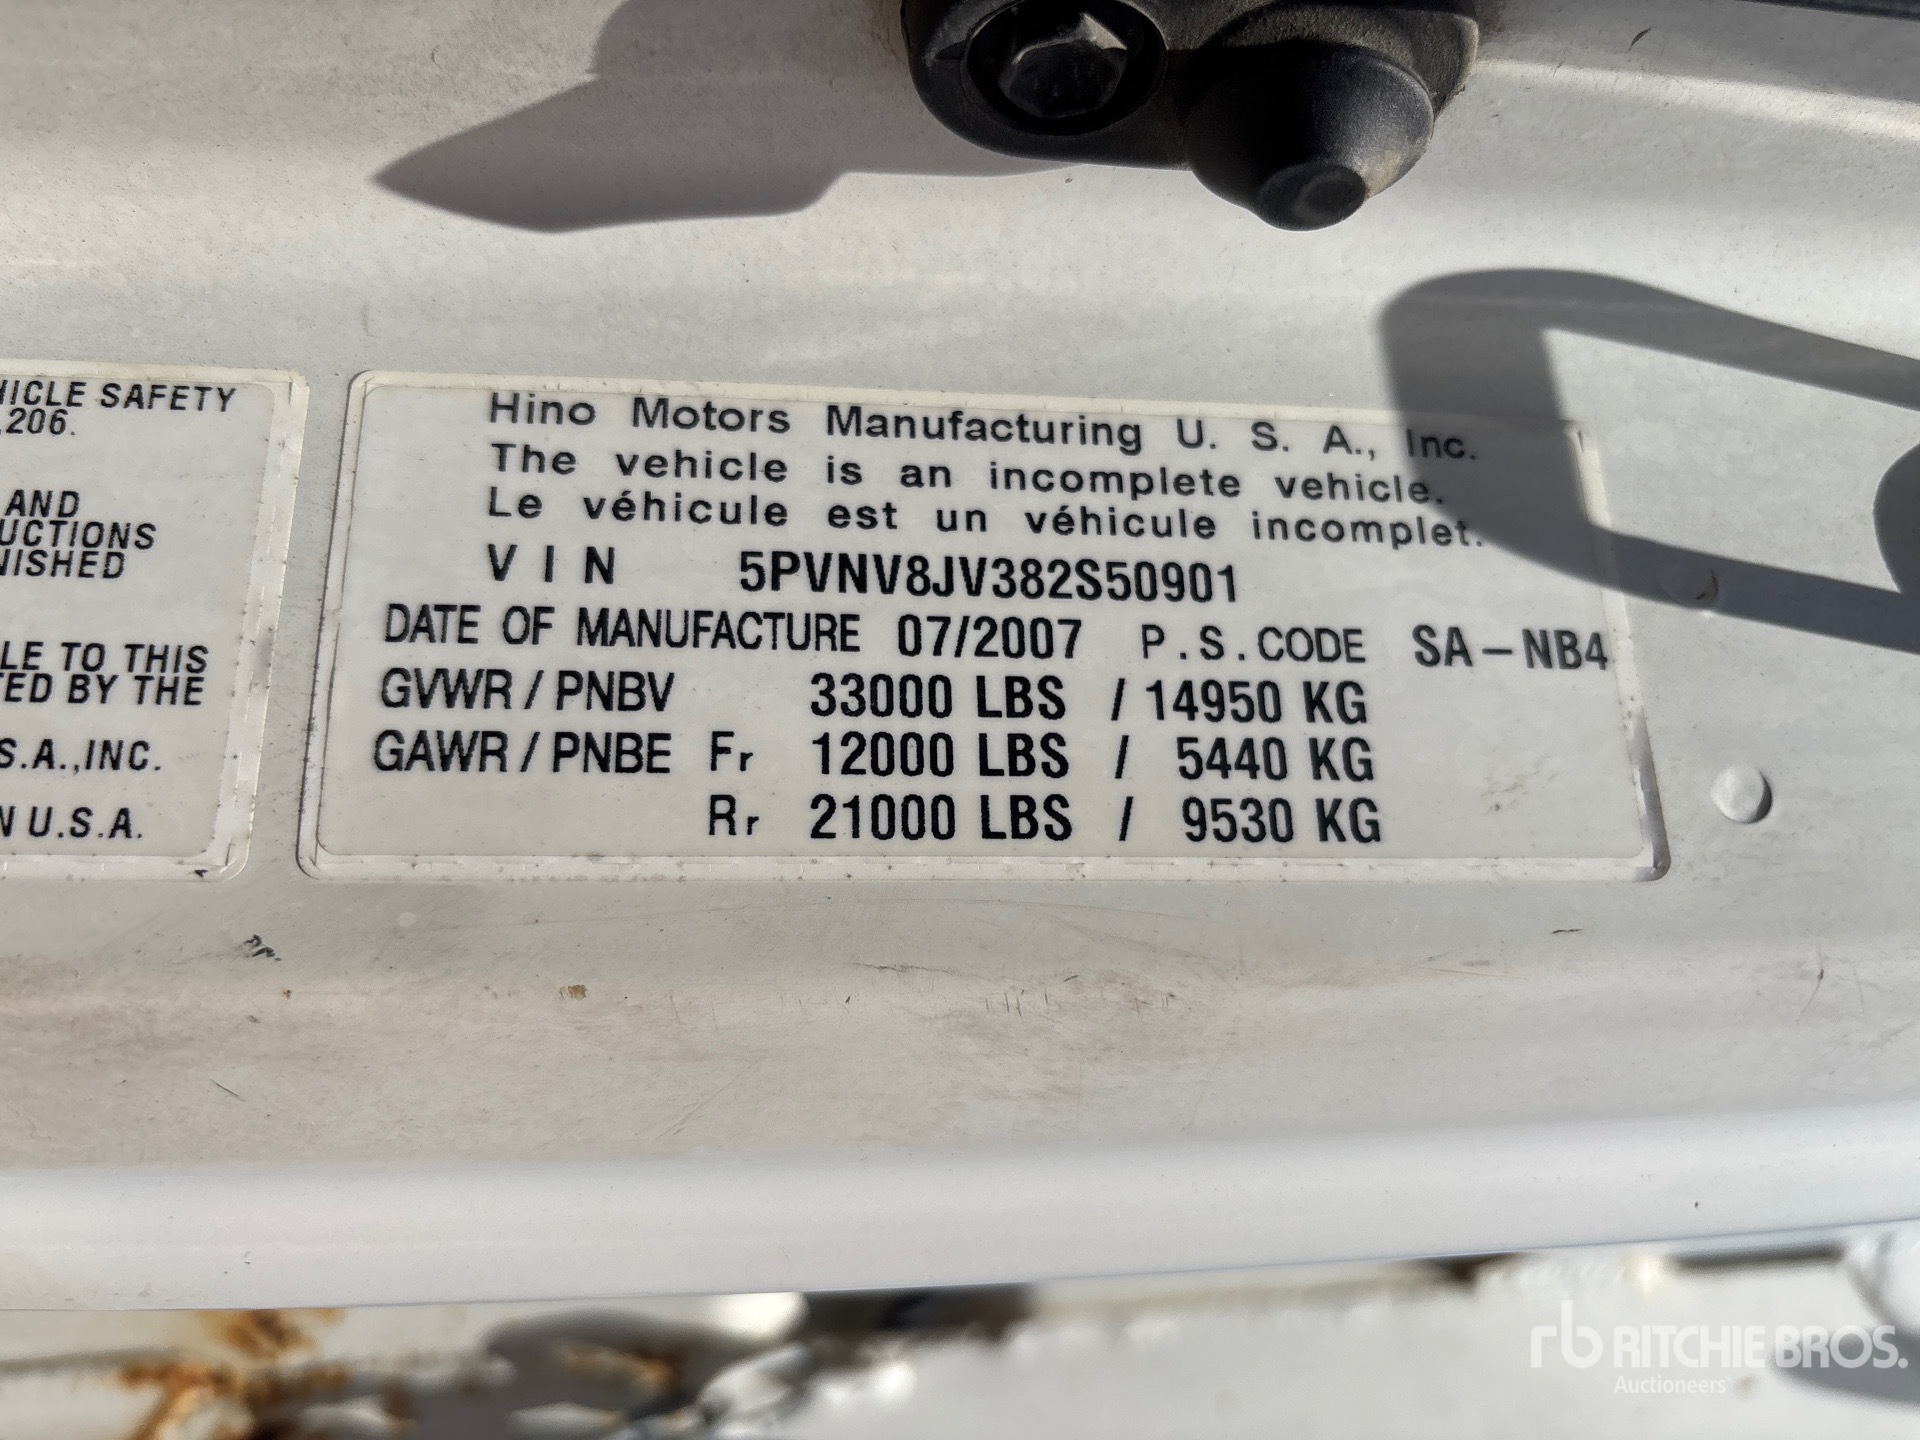 HICLE SAFETY
206.
AND
UCTIONS
NISHED
LE TO THIS
TED BY THE
S.A.,INC.
N U.S.A.
Hino Motors Manufacturing U. S. A., Inc.
The vehicle is an incomplete vehicle.
Le véhicule est un véhicule incomplet.
VIN 5PVNV8JV382S50901
DATE OF MANUFACTURE 07/2007 P.S.CODE SA-NB4
GVWR/PNBV 33000 LBS / 14950 KG
GAWR/PNBE Fr 12000 LBS / 5440 KG
Rr 21000 LBS / 9530 KG
rb RITCHIE BROS.
Auctioneers